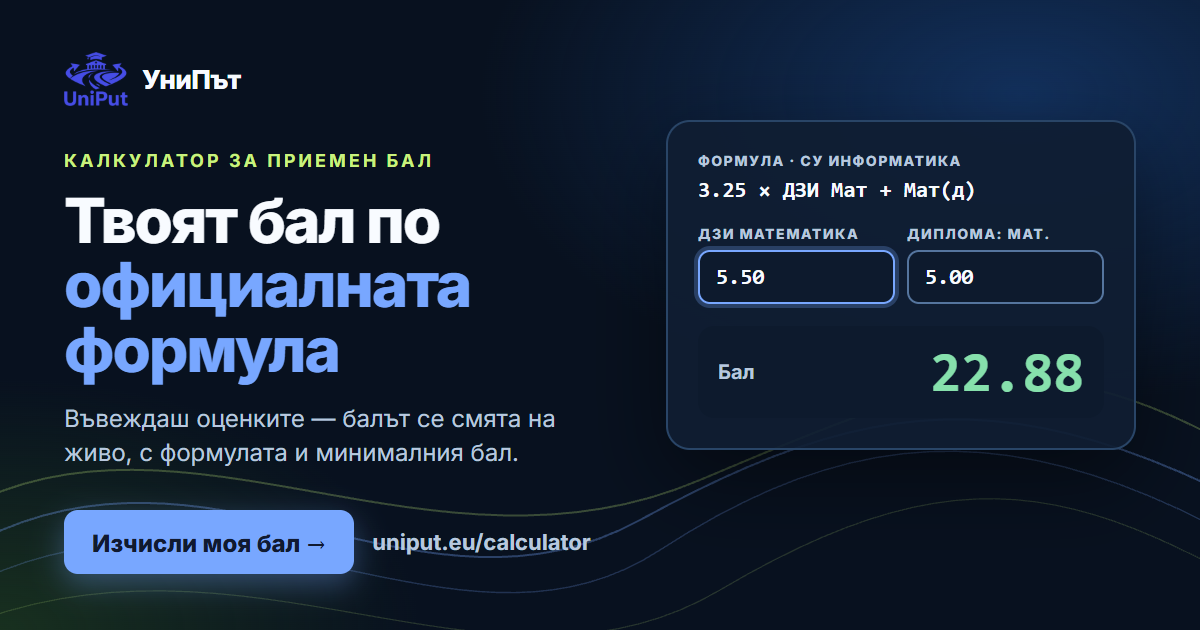 UniPut
УниПът
КАЛКУЛАТОР ЗА ПРИЕМЕН БАЛ
Твоят бал по
официалната
формула
Въвеждаш оценките — балът се смята на
живо, с формулата и минималния бал.
Изчисли моя бал →
uniput.eu/calculator
ФОРМУЛА · СУ ИНФОРМАТИКА
3.25 × ДЗИ Мат + Мат(д)
ДЗИ МАТЕМАТИКА
ДИПЛОМА: МАТ.
5.50
5.00
Бал
22.88